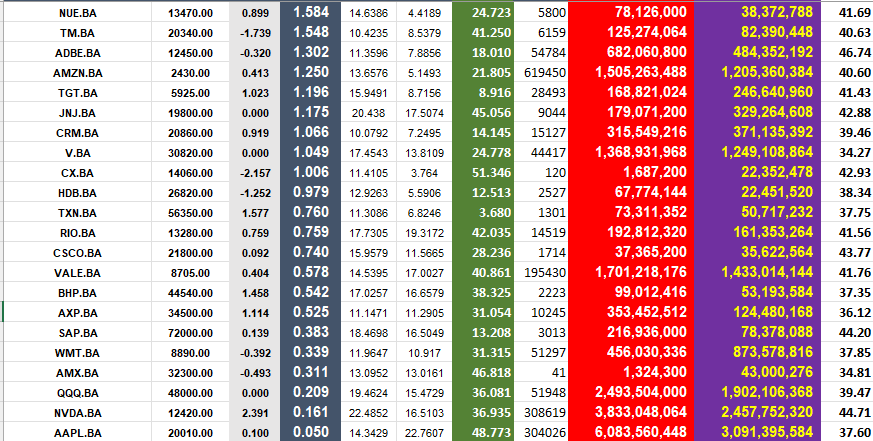 NUE.BA 13470.00 0.899 1.584 14.6386 4.4189 24.723 5800 78,126,000 38,372,788 41.69
TM.BA 20340.00 -1.739 1.548 10.4235 8.5379 41.250 6159 125,274,064 82,390,448 40.63
ADBE.BA 12450.00 -0.320 1.302 11.3596 7.8856 18.010 54784 682,060,800 484,352,192 46.74
AMZN.BA 2430.00 0.413 1.250 13.6576 5.1493 21.805 619450 1,505,263,488 1,205,360,384 40.60
TGT.BA 5925.00 1.023 1.196 15.9491 8.7156 8.916 28493 168,821,024 246,640,960 41.43
JNJ.BA 19800.00 0.000 1.175 20.438 17.5074 45.056 9044 179,071,200 329,264,608 42.88
CRM.BA 20860.00 0.919 1.066 10.0792 7.2495 14.145 15127 315,549,216 371,135,392 39.46
V.BA 30820.00 0.000 1.049 17.4543 13.8109 24.778 44417 1,368,931,968 1,249,108,864 34.27
CX.BA 14060.00 -2.157 1.006 11.4105 3.764 51.346 120 1,687,200 22,352,478 42.93
HDB.BA 26820.00 -1.252 0.979 12.9263 5.5906 12.513 2527 67,774,144 22,451,520 38.34
TXN.BA 56350.00 1.577 0.760 11.3086 6.8246 3.680 1301 73,311,352 50,717,232 37.75
RIO.BA 13280.00 0.759 0.759 17.7305 19.3172 42.035 14519 192,812,320 161,353,264 41.56
CSCO.BA 21800.00 0.092 0.740 15.9579 11.5665 28.236 1714 37,365,200 35,622,564 43.77
VALE.BA 8705.00 0.404 0.578 14.5395 17.0027 40.861 195430 1,701,218,176 1,433,014,144 41.76
BHP.BA 44540.00 1.458 0.542 17.0257 16.6579 38.325 2223 99,012,416 53,193,584 37.35
AXP.BA 34500.00 1.114 0.525 11.1471 11.2905 31.054 10245 353,452,512 124,480,168 36.12
SAP.BA 72000.00 0.139 0.383 18.4698 16.5049 13.208 3013 216,936,000 78,378,088 44.20
WMT.BA 8890.00 -0.392 0.339 11.9647 10.917 31.315 51297 456,030,336 873,578,816 37.85
AMX.BA 32300.00 -0.493 0.311 13.0952 13.0161 46.818 41 1,324,300 43,000,276 34.81
QQQ.BA 48000.00 0.000 0.209 19.4624 15.4729 36.081 51948 2,493,504,000 1,902,106,368 39.47
NVDA.BA 12420.00 2.391 0.161 22.4852 16.5103 36.935 308619 3,833,048,064 2,457,752,320 44.71
AAPL.BA 20010.00 0.100 0.050 14.3429 22.7607 48.773 304026 6,083,560,448 3,091,395,584 37.60